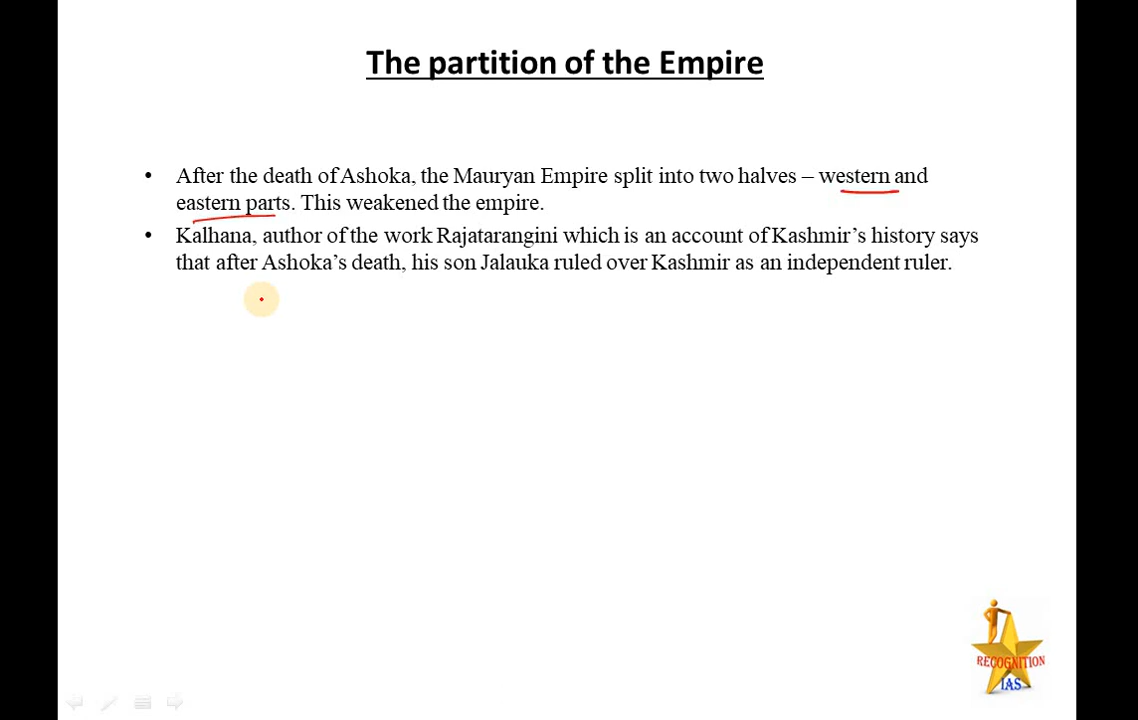 The partition of the Empire
• After the death of Ashoka, the Mauryan Empire split into two halves – western and
eastern parts. This weakened the empire.
• Kalhana, author of the work Rajatarangini which is an account of Kashmir’s history says
that after Ashoka’s death, his son Jalauka ruled over Kashmir as an independent ruler.
RECOGNITION
IAS